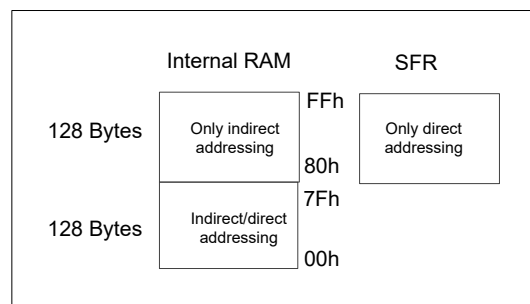 Internal RAM
SFR
FFh
128 Bytes
Only indirect
addressing
Only direct
addressing
80h
7Fh
128 Bytes
Indirect/direct
addressing
00h